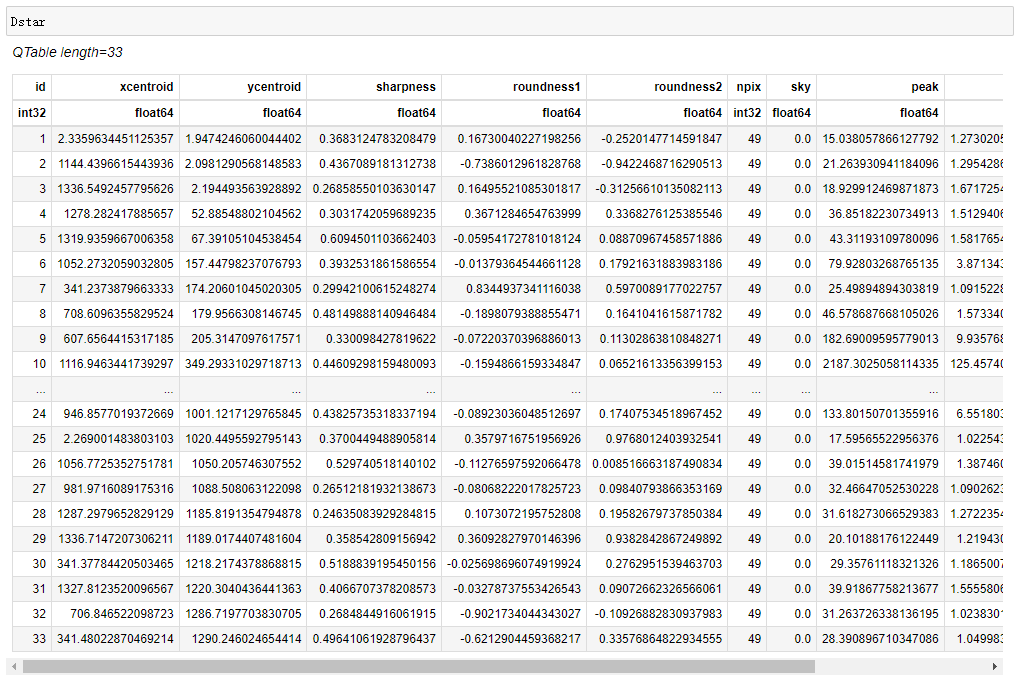 Dstar
QTable length=33
id xcentroid ycentroid sharpness roundness1 roundness2 npix sky peak
int32 float64 float64 float64 float64 float64 int32 float64 float64
1 2.3359634451125357 1.9474246060044402 0.3683124783208479 0.16730040227198256 -0.2520147714591847 49 0.0 15.038057866127792 1.2730205
2 1144.4396615443936 2.0981290568148583 0.4367089181312738 -0.7386012961828768 -0.9422468716290513 49 0.0 21.263930941184096 1.2954286
3 1336.5492457795626 2.194493563928892 0.26858550103630147 0.16495521085301817 -0.31256610135082113 49 0.0 18.929912469871873 1.6717254
4 1278.282417885657 52.88548802104562 0.3031742059689235 0.3671284654763999 0.3368276125385546 49 0.0 36.85182230734913 1.5129406
5 1319.9359667006358 67.39105104538454 0.6094501103662403 -0.05954172781018124 0.08870967458571886 49 0.0 43.31193109780096 1.5817654
6 1052.2732059032805 157.44798237076793 0.3932531861586554 -0.01379364544661128 0.17921631883983186 49 0.0 79.92803268765135 3.871343
7 341.2373879663333 174.20601045020305 0.29942100615248274 0.8344937341116038 0.5970089177022757 49 0.0 25.49894894303819 1.0915228
8 708.6096355829524 179.9566308146745 0.48149888140946484 -0.1898079388855471 0.1641041615871782 49 0.0 46.578687668105026 1.573340
9 607.6564415317185 205.3147097617571 0.330098427819622 -0.07220370396886013 0.11302863810848271 49 0.0 182.69009595779013 9.935768
10 1116.9463441739297 349.29331029718713 0.44609298159480093 -0.1594866159334847 0.06521613356399153 49 0.0 2187.3025058114335 125.45740
... ... ... ... ... ... ... ... ...
24 946.8577019372669 1001.1217129765845 0.43825735318337194 -0.08923036048512697 0.17407534518967452 49 0.0 133.80150701355916 6.551803
25 2.269001483803103 1020.4495592795143 0.3700449488905814 0.3579716751956926 0.9768012403932541 49 0.0 17.59565522956376 1.022543
26 1056.7725352751781 1050.205746307552 0.529740518140102 -0.11276597592066478 0.008516663187490834 49 0.0 39.01514581741979 1.387460
27 981.9716089175316 1088.508063122098 0.26512181932138673 -0.08068222017825723 0.09840793866353169 49 0.0 32.46647052530228 1.0902623
28 1287.2979652829129 1185.8191354794878 0.24635083929284815 0.1073072195752808 0.19582679737850384 49 0.0 31.618273066529383 1.2722354
29 1336.7147207306211 1189.0174407481604 0.358542809156942 0.36092827970146396 0.9382842867249892 49 0.0 20.10188176122449 1.219430
30 341.37784420503465 1218.2174378868815 0.5188839195450156 -0.025698696074919924 0.2762951539463703 49 0.0 29.35761118321326 1.1865007
31 1327.8123520096567 1220.3040436441363 0.4066707378208573 -0.03278737553426543 0.09072662326566061 49 0.0 39.91867758213677 1.5555806
32 706.846522098723 1286.7197703830705 0.2684844916061915 -0.9021734044343027 -0.10926882830937983 49 0.0 31.263726338136195 1.0238301
33 341.48022870469214 1290.246024654414 0.49641061928796437 -0.6212904459368217 0.33576864822934555 49 0.0 28.390896710347086 1.049983